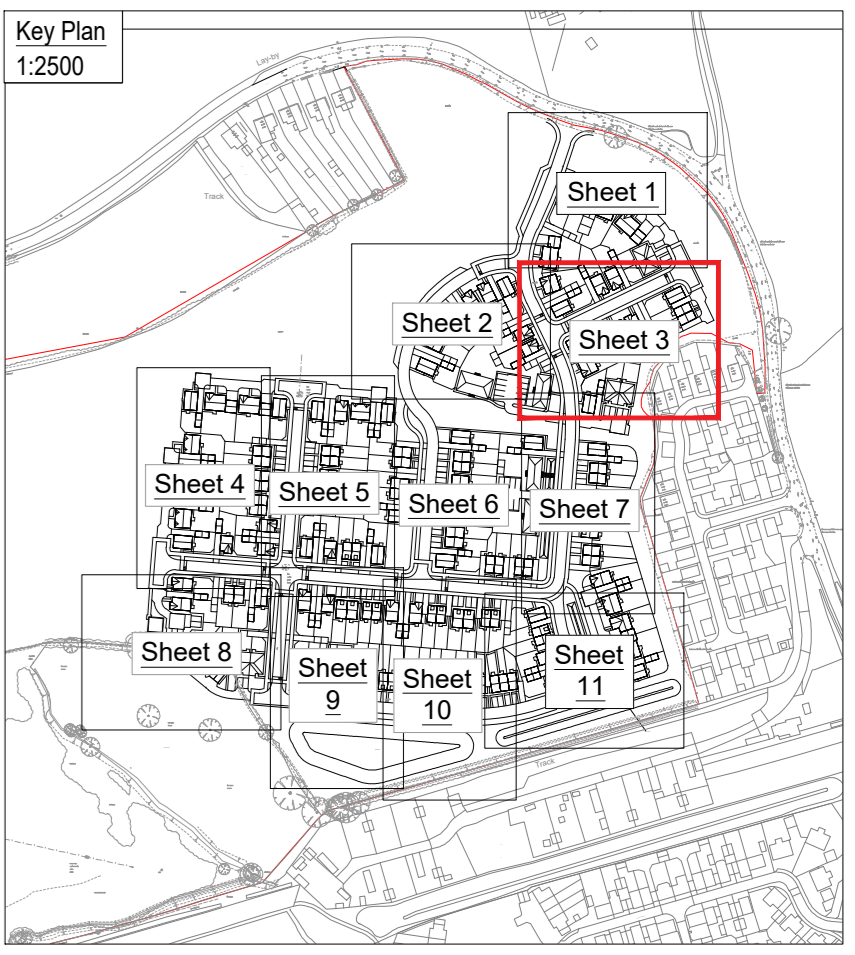 Key Plan
1:2500
Lay-by
Track
Sheet 1
Sheet 2
Sheet 3
Sheet 4
Sheet 5
Sheet 6
Sheet 7
Sheet 8
Sheet
9
Sheet
10
Sheet
11
Track